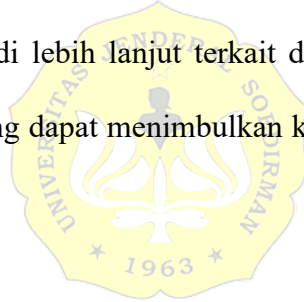 di lebih lanjut terkait d
ng dapat menimbulkan k
UNIVERSITAS JENDERAL SOEDIRMAN
1963